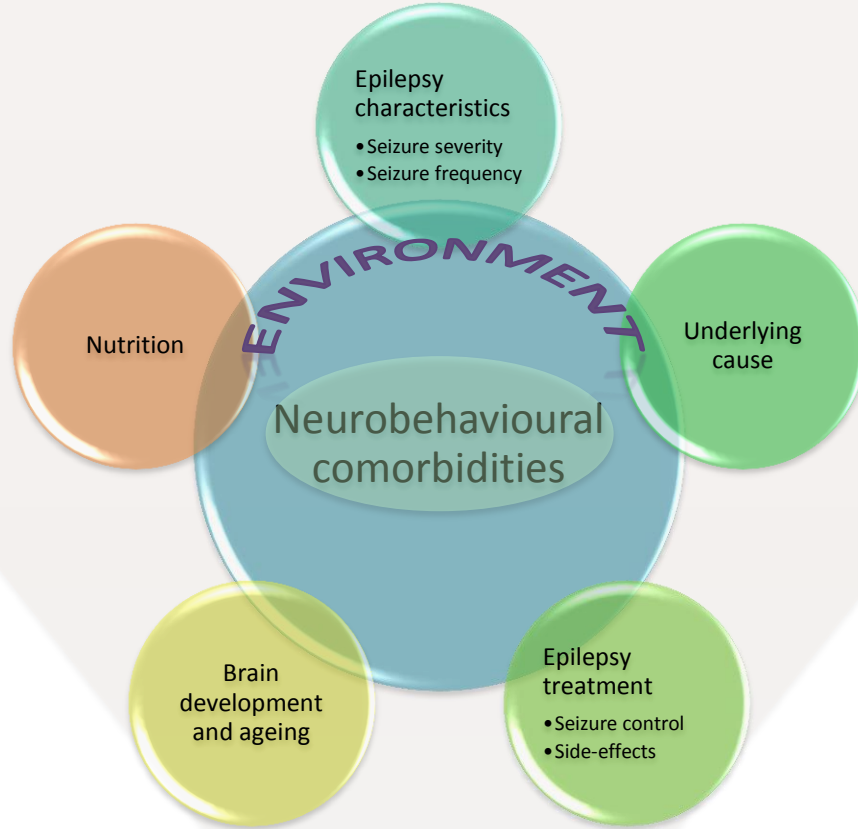 Epilepsy
characteristics
•Seizure severity
•Seizure frequency
ENVIRONMENT
Nutrition
Underlying
cause
Neurobehavioural
comorbidities
Brain
development
and ageing
Epilepsy
treatment
•Seizure control
•Side-effects